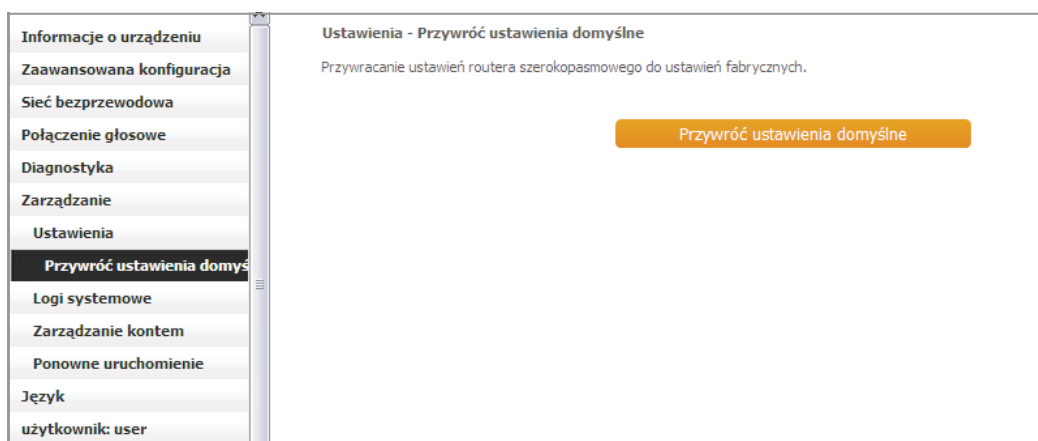 Informacje o urządzeniu
Zaawansowana konfiguracja
Sieć bezprzewodowa
Połączenie głosowe
Diagnostyka
Zarządzanie
Ustawienia
Przywróć ustawienia domyś
Logi systemowe
Zarządzanie kontem
Ponowne uruchomienie
Język
użytkownik: user
Ustawienia - Przywróć ustawienia domyślne
Przywracanie ustawień routera szerokopasmowego do ustawień fabrycznych.
Przywróć ustawienia domyślne